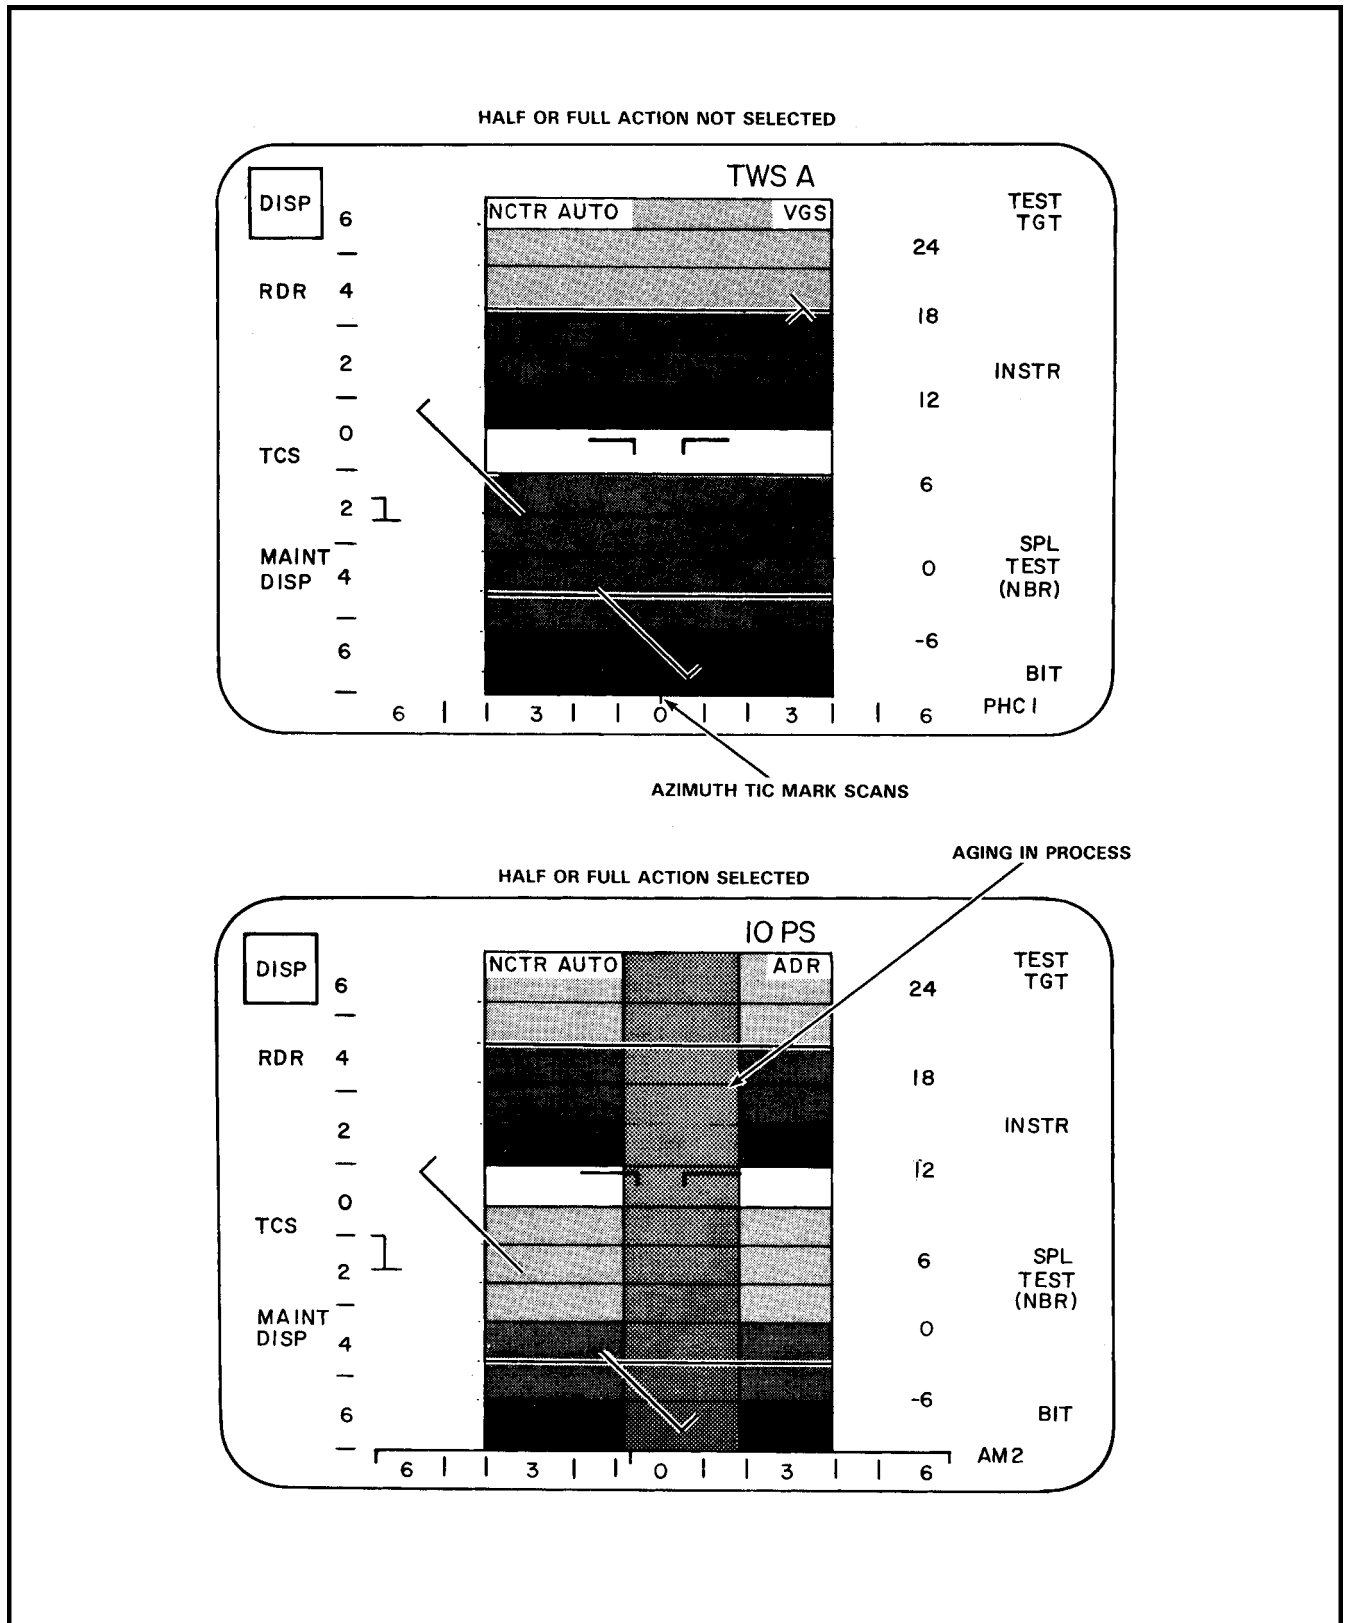 HALF OR FULL ACTION NOT SELECTED
TWS A
DISP
NCTR AUTO
VGS
TEST
TGT
6
24
RDR
4
18
2
INSTR
12
0
TCS
6
2
SPL
MAINT
TEST
DISP
4
0
(NBR)
6
-6
BIT
6
3
0
3
6
PHC I
AZIMUTH TIC MARK SCANS
AGING IN PROCESS
HALF OR FULL ACTION SELECTED
IO PS
DISP
NCTR AUTO
ADR
TEST
TGT
6
24
RDR
4
18
2
INSTR
12
0
TCS
6
SPL
2
TEST
(NBR)
MAINT
DISP
0
4
-6
6
BIT
AM2
6
3
0
3
6